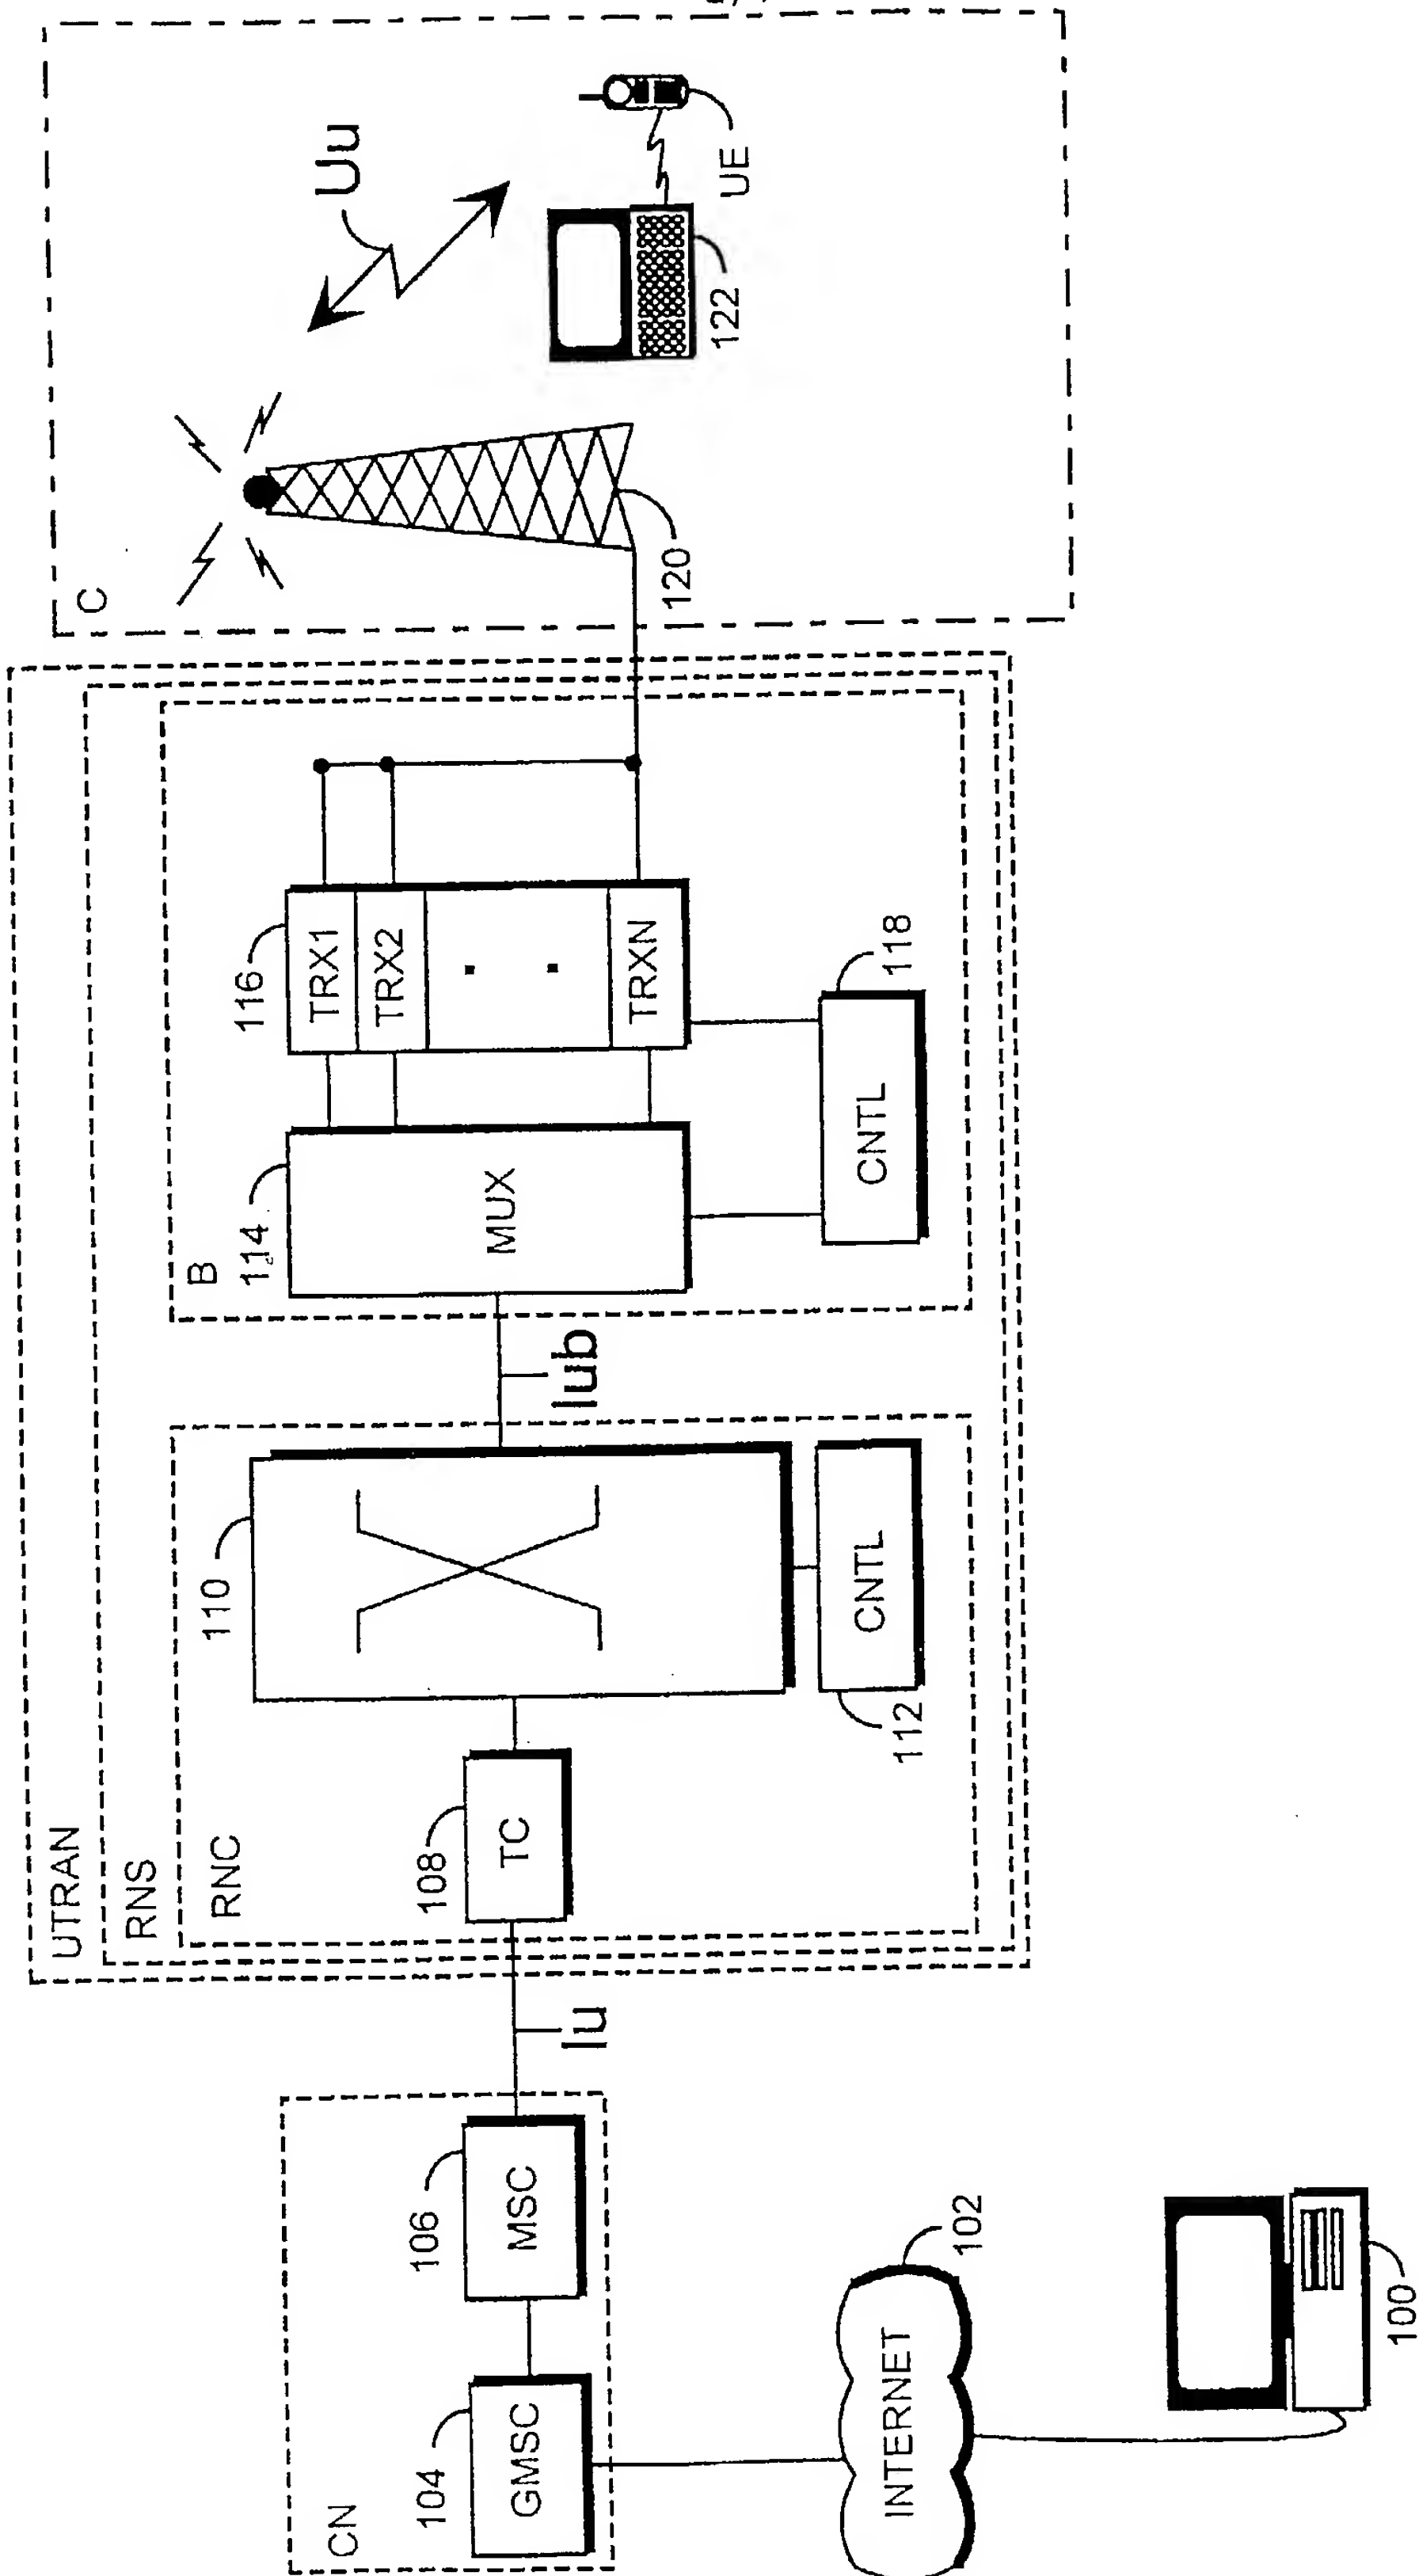 UTRAN
RNS
RNC
B
C
CN
104
GMSC
106
MSC
Iu
108
TC
110
112
CNTL
Iub
114
MUX
116
TRX1
TRX2
TRXN
118
CNTL
120
Uu
122
UE
INTERNET
102
100